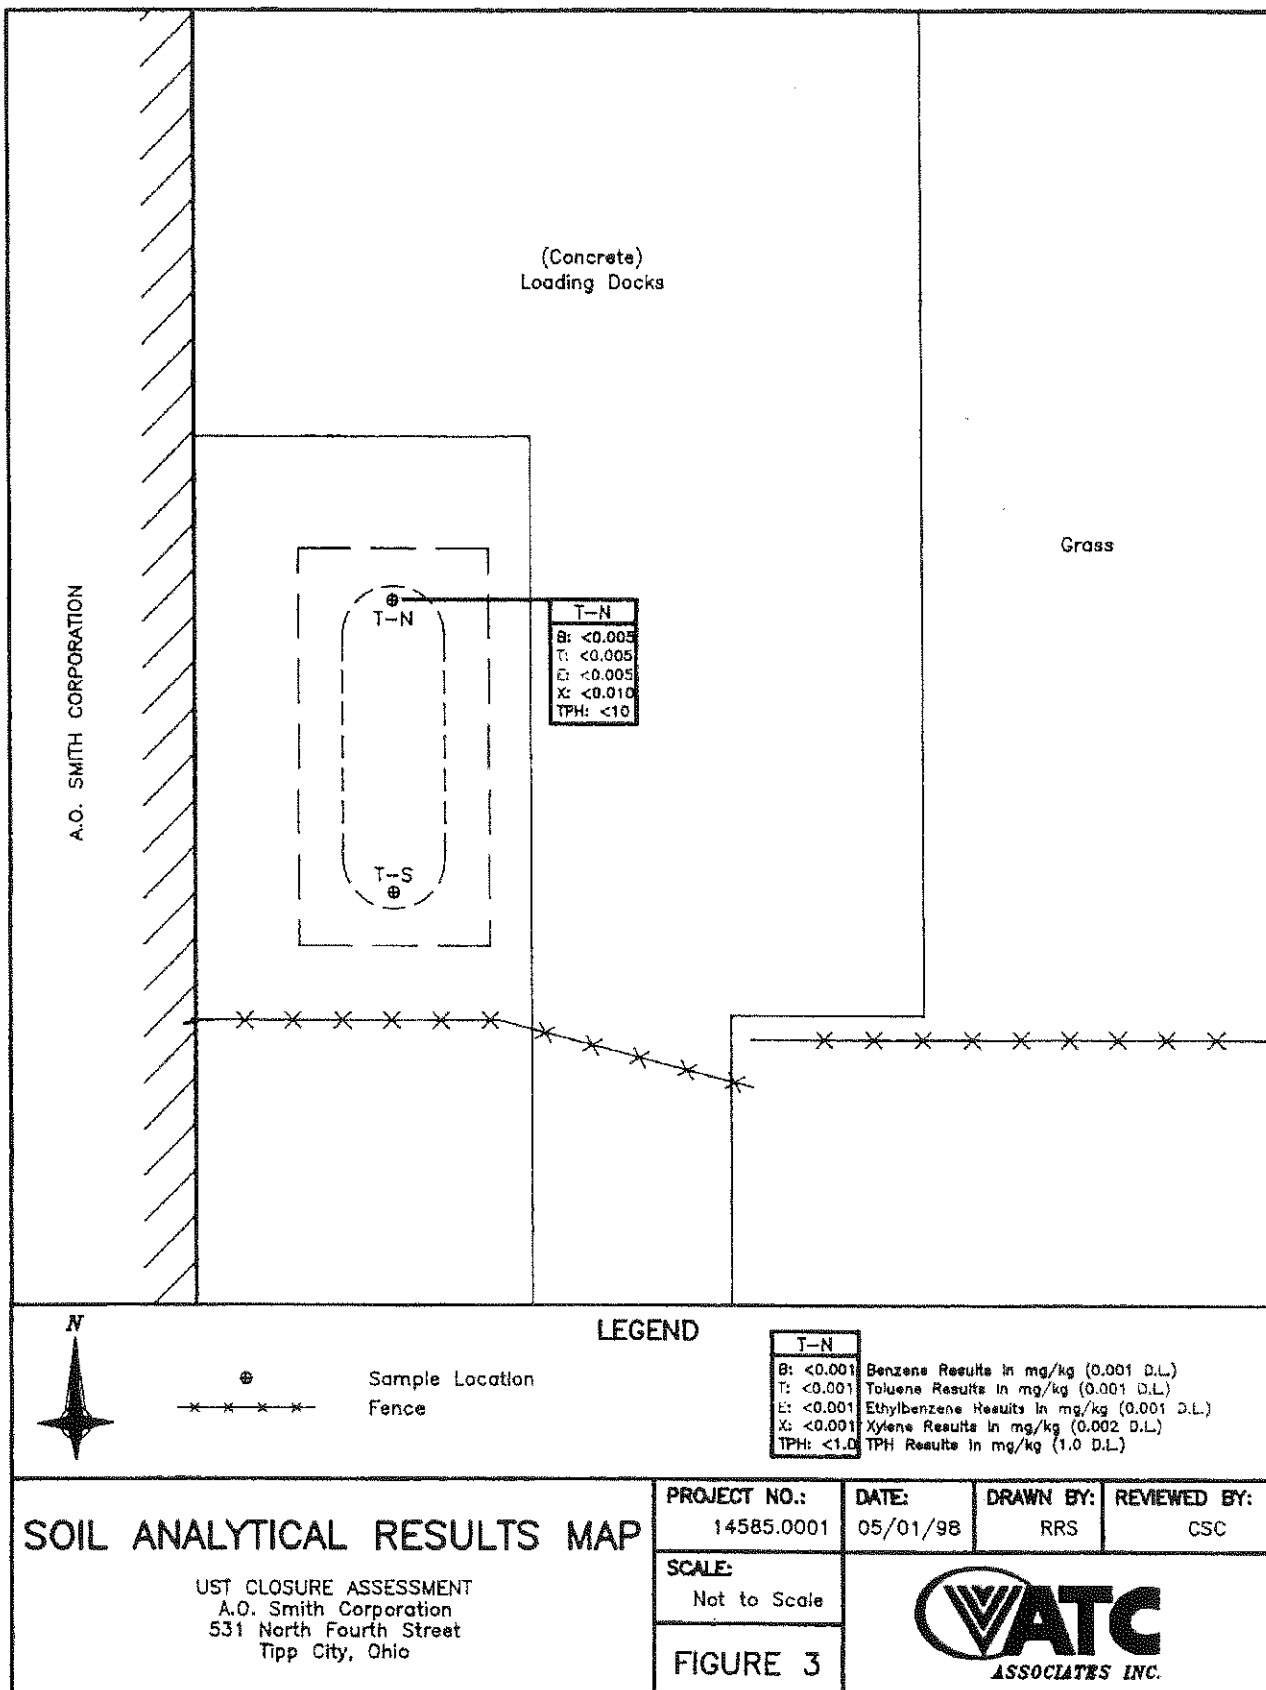 (Concrete)
Loading Docks
Grass
A.O. SMITH CORPORATION
T-N
T-N
B: <0.005
T: <0.005
E: <0.005
X: <0.010
TPH: <10
T-S
N
LEGEND
Sample Location
Fence
T-N
B: <0.001 Benzene Results in mg/kg (0.001 D.L.)
T: <0.001 Toluene Results in mg/kg (0.001 D.L.)
E: <0.001 Ethylbenzene Results in mg/kg (0.001 D.L.)
X: <0.001 Xylene Results in mg/kg (0.002 D.L.)
TPH: <1.0 TPH Results in mg/kg (1.0 D.L.)
SOIL ANALYTICAL RESULTS MAP
UST CLOSURE ASSESSMENT
A.O. Smith Corporation
531 North Fourth Street
Tipp City, Ohio
PROJECT NO.:
14585.0001
DATE:
05/01/98
DRAWN BY:
RRS
REVIEWED BY:
CSC
SCALE:
Not to Scale
FIGURE 3
ATC
ASSOCIATES INC.